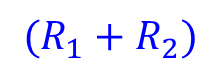 (R₁ + R₂)